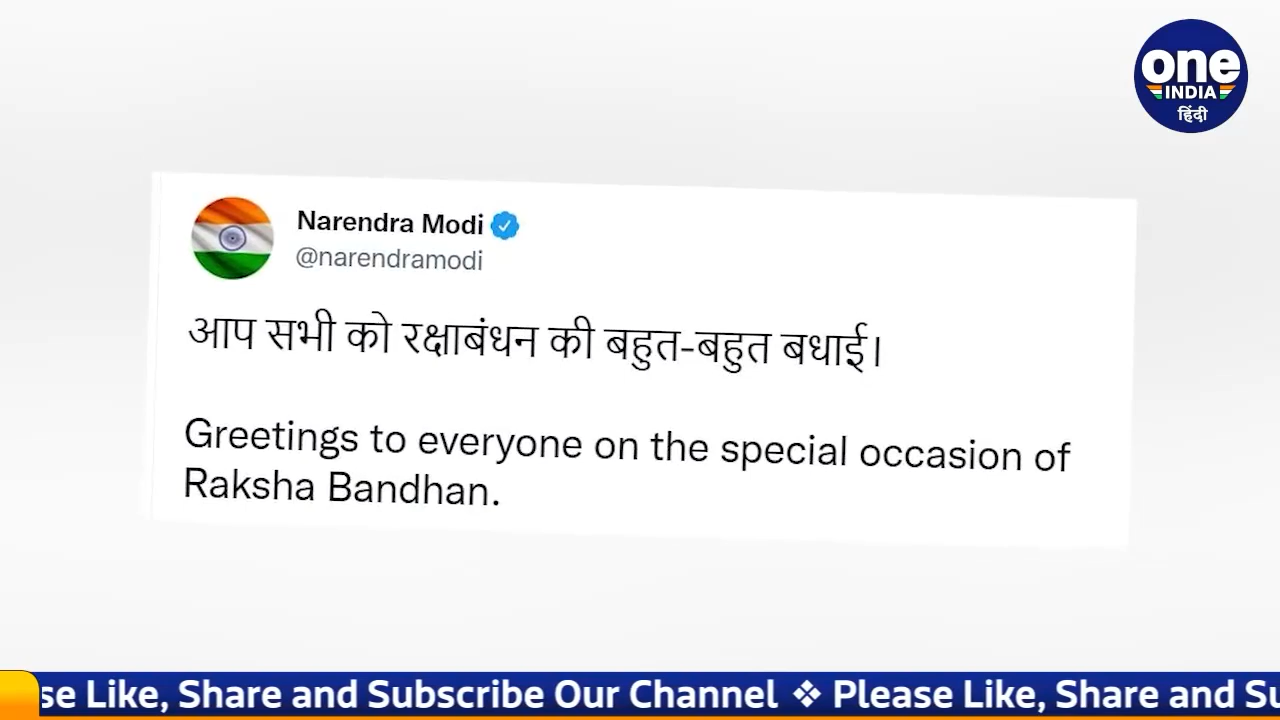 one
INDIA
हिंदी
Narendra Modi
@narendramodi
आप सभी को रक्षाबंधन की बहुत-बहुत बधाई।
Greetings to everyone on the special occasion of
Raksha Bandhan.
se Like, Share and Subscribe Our Channel ❖ Please Like, Share and Su